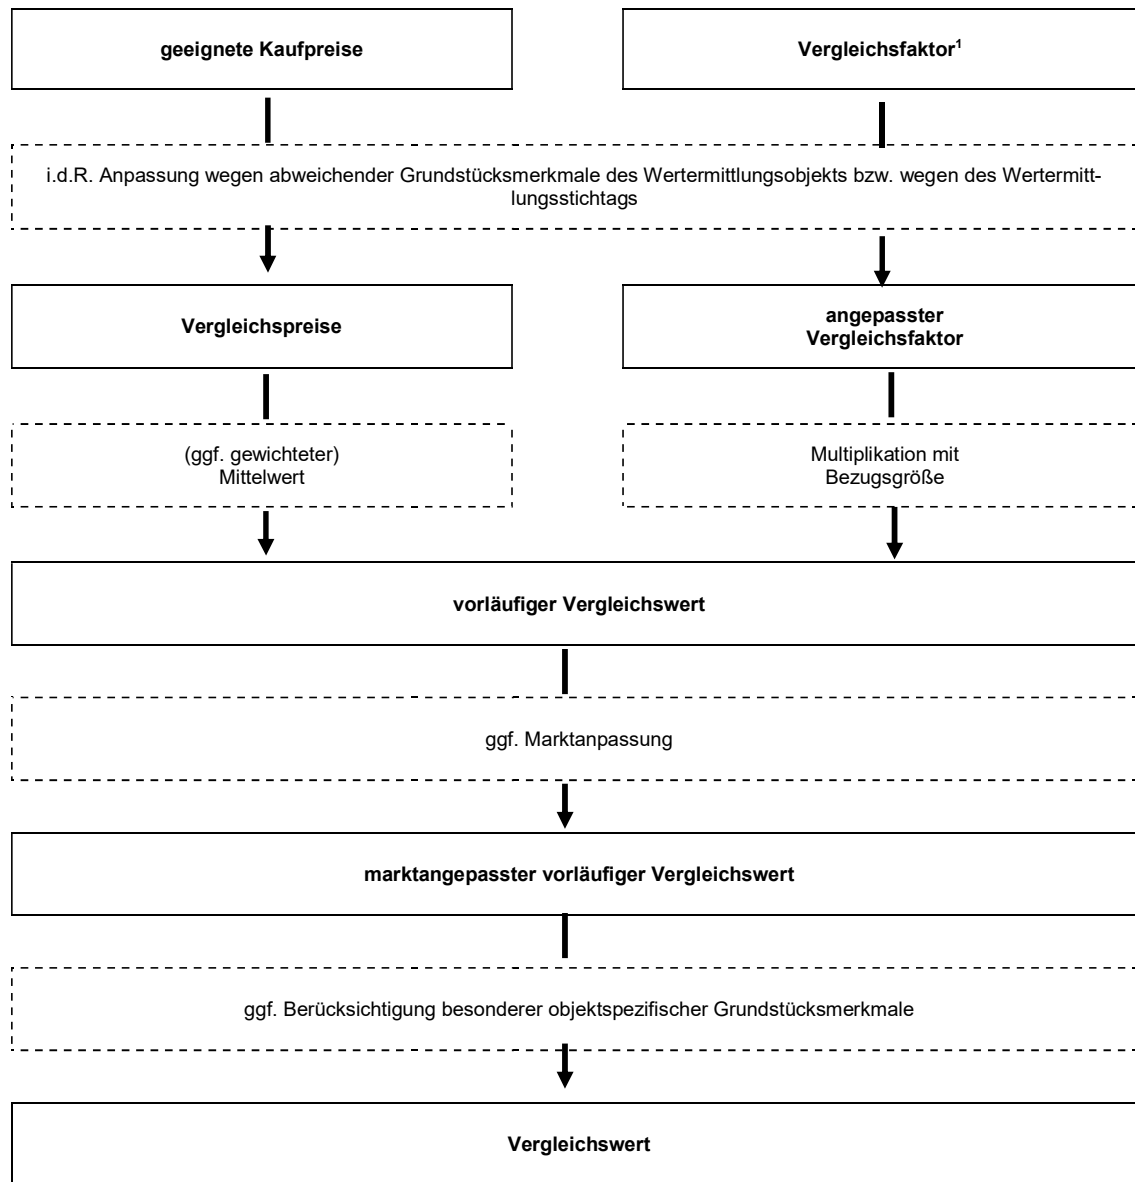 geeignete Kaufpreise
Vergleichsfaktor¹
i.d.R. Anpassung wegen abweichender Grundstücksmerkmale des Wertermittlungsobjekts bzw. wegen des Wertermitt-
lungsstichtags
Vergleichspreise
angepasster
Vergleichsfaktor
(ggf. gewichteter)
Mittelwert
Multiplikation mit
Bezugsgröße
vorläufiger Vergleichswert
ggf. Marktanpassung
marktangepasster vorläufiger Vergleichswert
ggf. Berücksichtigung besonderer objektspezifischer Grundstücksmerkmale
Vergleichswert